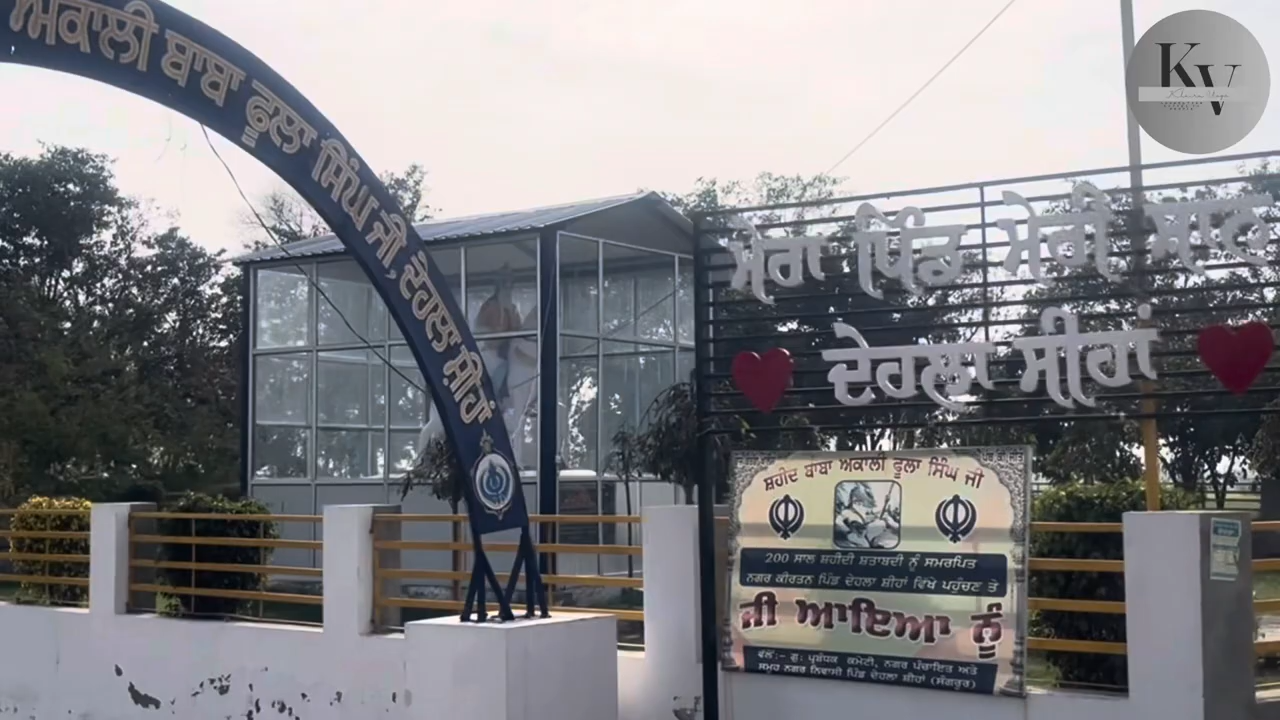 ਅਕਾਲੀ ਬਾਬਾ ਫੂਲਾ ਸਿੰਘ ਜੀ, ਦੇਹਲਾ ਸ਼ੀਹਾਂ
ਮੇਰਾ ਪਿੰਡ ਮੇਰੀ ਸ਼ਾਨ
ਦੇਹਲਾ ਸੀਹਾਂ
ਸ਼ਹੀਦ ਬਾਬਾ ਅਕਾਲੀ ਫੂਲਾ ਸਿੰਘ ਜੀ
200 ਸਾਲ ਸ਼ਹੀਦੀ ਸ਼ਤਾਬਦੀ ਨੂੰ ਸਮਰਪਿਤ
ਨਗਰ ਕੀਰਤਨ ਪਿੰਡ ਦੇਹਲਾ ਸ਼ੀਹਾਂ ਵਿਖੇ ਪਹੁੰਚਣ ਤੇ
ਜੀ ਆਇਆ ਨੂੰ
ਵੱਲੋਂ:- ਗੁ: ਪ੍ਰਬੰਧਕ ਕਮੇਟੀ, ਨਗਰ ਪੰਚਾਇਤ ਅਤੇ
ਸਮੂਹ ਨਗਰ ਨਿਵਾਸੀ ਪਿੰਡ ਦੇਹਲਾ ਸ਼ੀਹਾਂ (ਸੰਗਰੂਰ)
KV